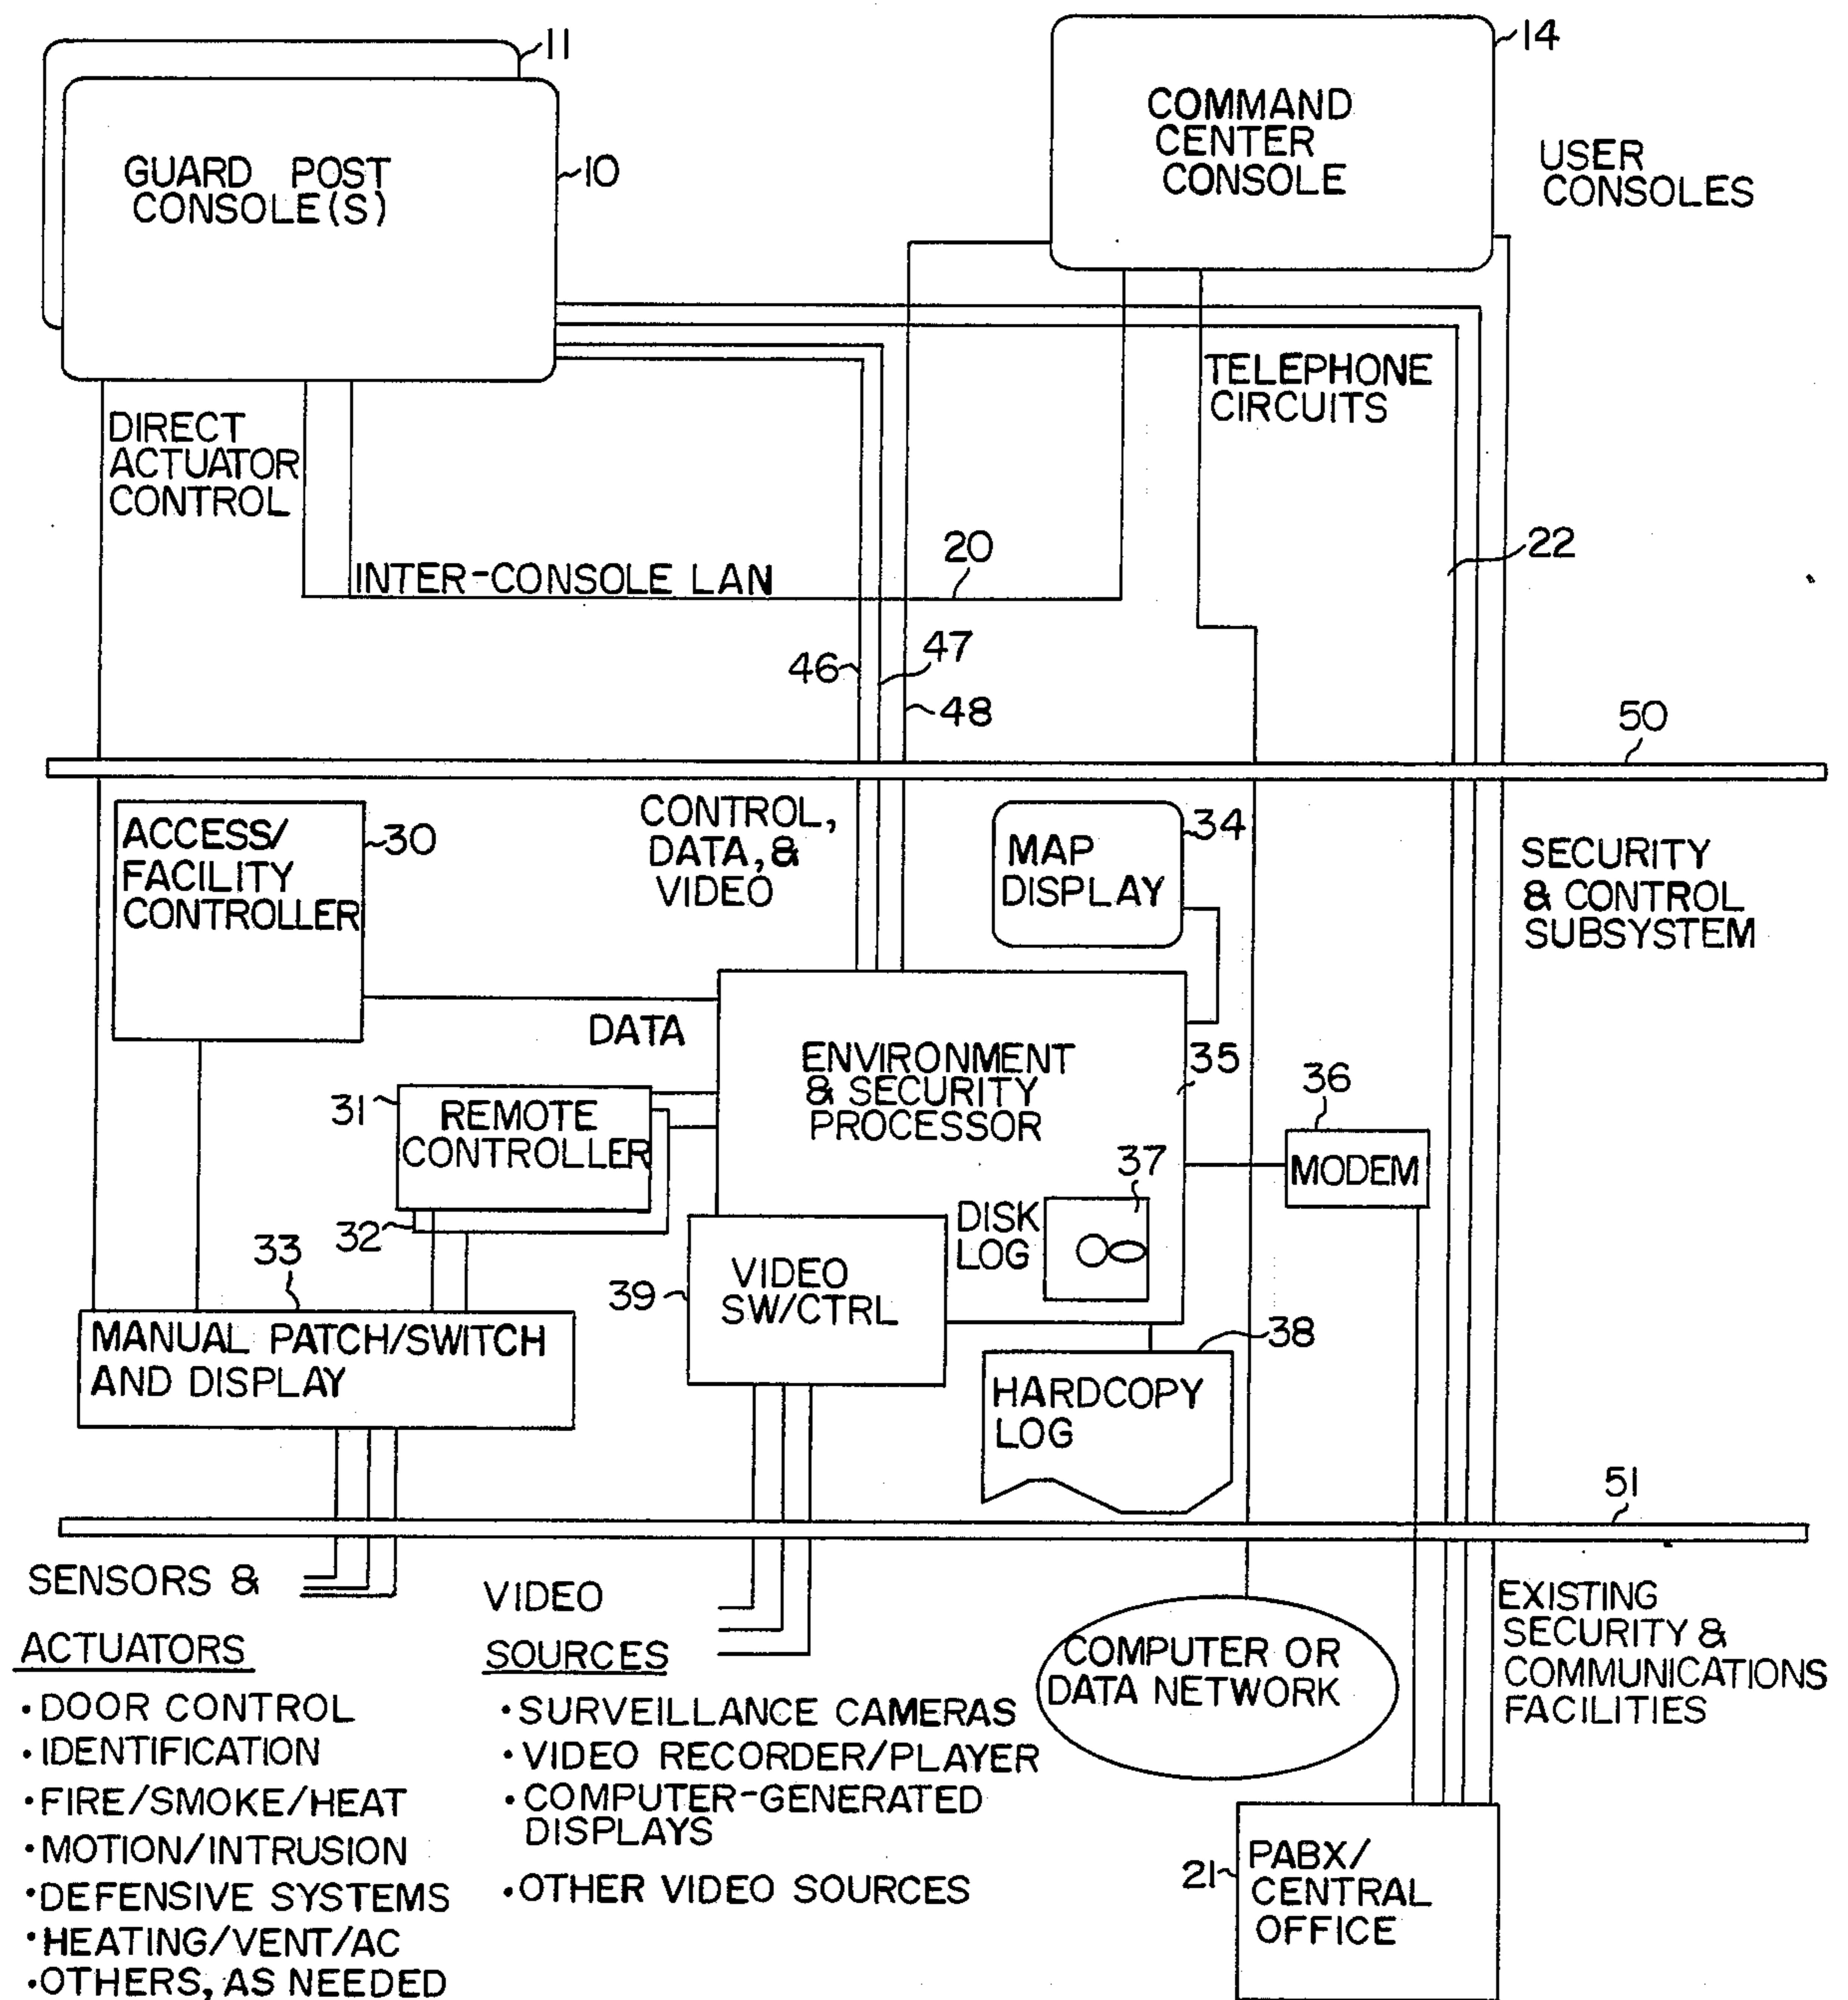 11
GUARD POST
CONSOLE(S)
10
COMMAND
CENTER
CONSOLE
14
USER
CONSOLES
DIRECT
ACTUATOR
CONTROL
TELEPHONE
CIRCUITS
INTER-CONSOLE LAN
20
22
46
47
48
50
ACCESS/
FACILITY
CONTROLLER
30
CONTROL,
DATA, &
VIDEO
MAP
DISPLAY
34
SECURITY
& CONTROL
SUBSYSTEM
DATA
ENVIRONMENT
& SECURITY
PROCESSOR
35
31
REMOTE
CONTROLLER
32
36
MODEM
37
DISK
LOG
33
MANUAL PATCH/SWITCH
AND DISPLAY
39
VIDEO
SW/CTRL
38
HARDCOPY
LOG
51
SENSORS &
ACTUATORS
•DOOR CONTROL
•IDENTIFICATION
•FIRE/SMOKE/HEAT
•MOTION/INTRUSION
•DEFENSIVE SYSTEMS
•HEATING/VENT/AC
•OTHERS, AS NEEDED
VIDEO
SOURCES
•SURVEILLANCE CAMERAS
•VIDEO RECORDER/PLAYER
•COMPUTER-GENERATED
DISPLAYS
•OTHER VIDEO SOURCES
COMPUTER OR
DATA NETWORK
EXISTING
SECURITY &
COMMUNICATIONS
FACILITIES
21
PABX/
CENTRAL
OFFICE